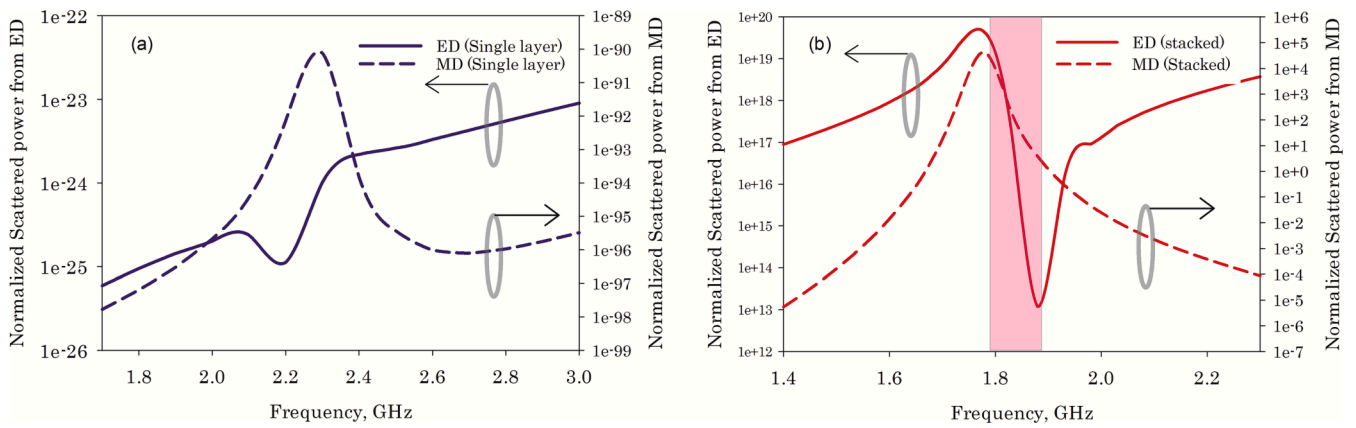 Normalized Scattered power from ED
1e-22
1e-23
1e-24
1e-25
1e-26
(a)
ED (Single layer)
MD (Single layer)
1e-89
1e-90
1e-91
1e-92
1e-93
1e-94
1e-95
1e-96
1e-97
1e-98
1e-99
Normalized Scattered power from MD
1.8 2.0 2.2 2.4 2.6 2.8 3.0
Frequency, GHz
Normalized Scattered power from ED
1e+20
1e+19
1e+18
1e+17
1e+16
1e+15
1e+14
1e+13
1e+12
(b)
ED (stacked)
MD (Stacked)
1e+6
1e+5
1e+4
1e+3
1e+2
1e+1
1e+0
1e-1
1e-2
1e-3
1e-4
1e-5
1e-6
1e-7
Normalized Scattered power from MD
1.4 1.6 1.8 2.0 2.2
Frequency, GHz